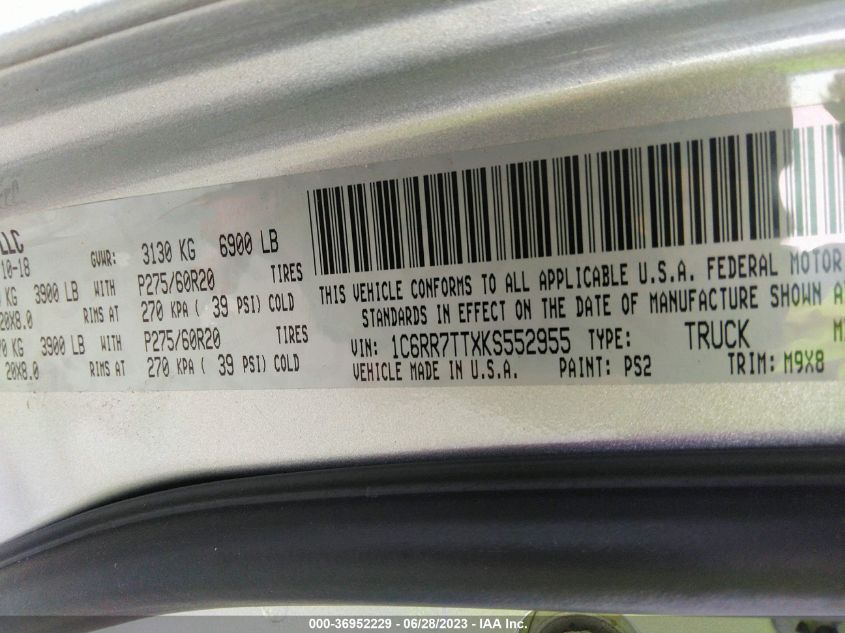 LLC
10-18 GVWR: 3130 KG 6900 LB
KG 3900 LB WITH P275/60R20 TIRES
20X8.0 RIMS AT 270 KPA ( 39 PSI) COLD
KG 3900 LB WITH P275/60R20 TIRES
20X8.0 RIMS AT 270 KPA ( 39 PSI) COLD
THIS VEHICLE CONFORMS TO ALL APPLICABLE U.S.A. FEDERAL MOTOR
STANDARDS IN EFFECT ON THE DATE OF MANUFACTURE SHOWN
VIN: 1C6RR7TTXKS552955 TYPE: TRUCK
VEHICLE MADE IN U.S.A. PAINT: PS2 TRIM: M9X8
000-36952229 - 06/28/2023 - IAA Inc.